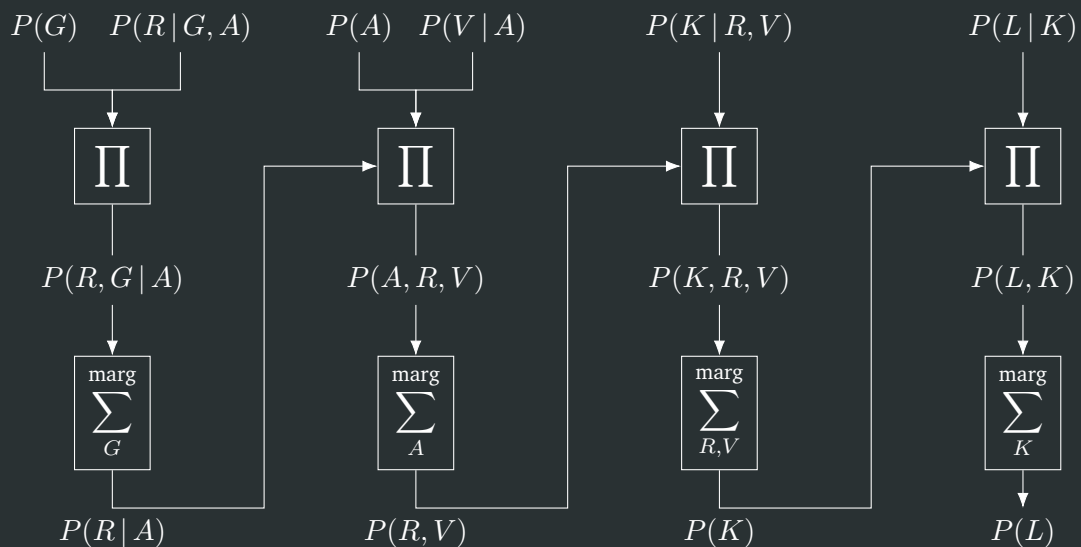 P(G) P(R | G, A) P(A) P(V | A) P(K | R, V) P(L | K)
∏ ∏ ∏ ∏
P(R, G | A) P(A, R, V) P(K, R, V) P(L, K)
marg marg marg marg
∑ ∑ ∑ ∑
G A R,V K
P(R | A) P(R, V) P(K) P(L)